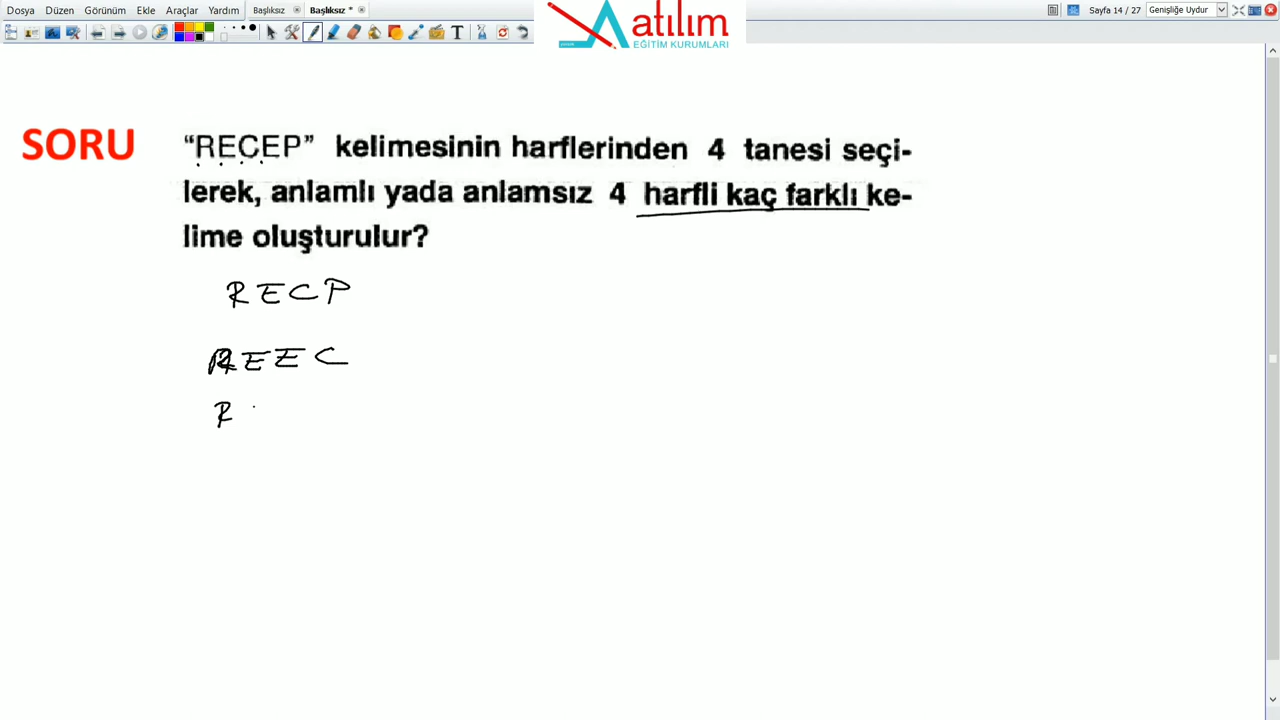 Dosya Düzen Görünüm Ekle Araçlar Yardım Başlıksız Başlıksız * Sayfa 14 / 27 Genişliğe Uydur
atılım
EĞİTİM KURUMLARI
SORU "RECEP" kelimesinin harflerinden 4 tanesi seçi-
lerek, anlamlı yada anlamsız 4 harfli kaç farklı ke-
lime oluşturulur?
RECP
REEC
R